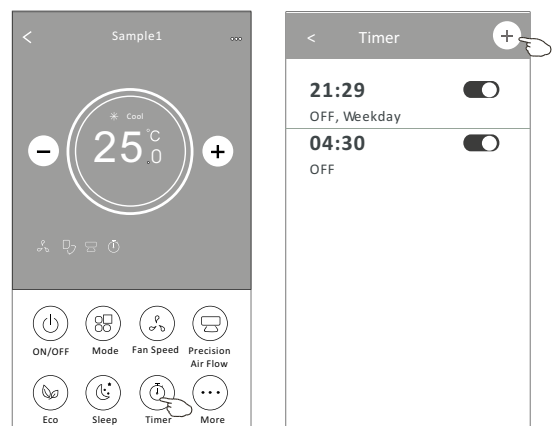 Sample1
Cool
25.0°C
ON/OFF
Mode
Fan Speed
Precision
Air Flow
Eco
Sleep
Timer
More
Timer
21:29
OFF, Weekday
04:30
OFF